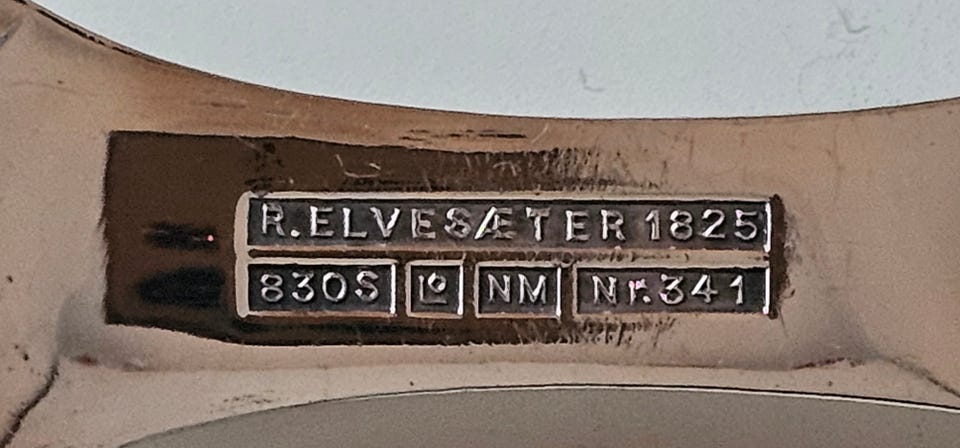 R.ELVESÆTER 1825
830S Lo NM Nr.341